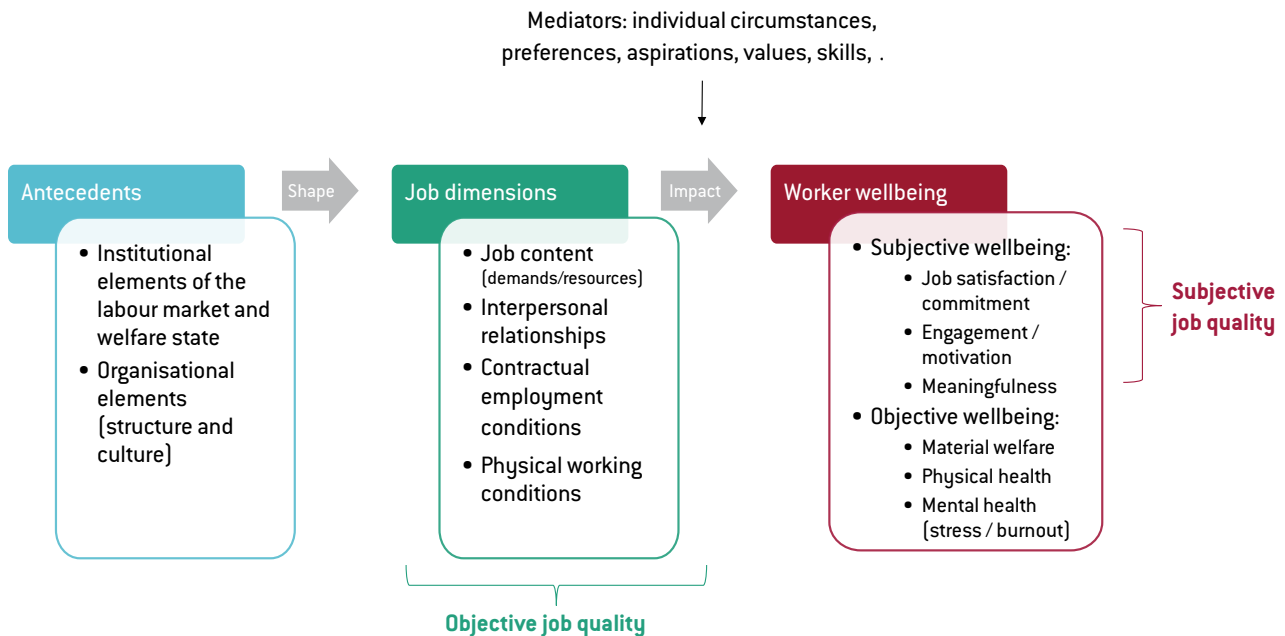 Mediators: individual circumstances,
preferences, aspirations, values, skills, .
Antecedents
Shape
Job dimensions
Impact
Worker wellbeing
• Institutional
elements of the
labour market and
welfare state
• Organisational
elements
(structure and
culture)
• Job content
(demands/resources)
• Interpersonal
relationships
• Contractual
employment
conditions
• Physical working
conditions
• Subjective wellbeing:
• Job satisfaction /
commitment
• Engagement /
motivation
• Meaningfulness
• Objective wellbeing:
• Material welfare
• Physical health
• Mental health
(stress / burnout)
Subjective
job quality
Objective job quality